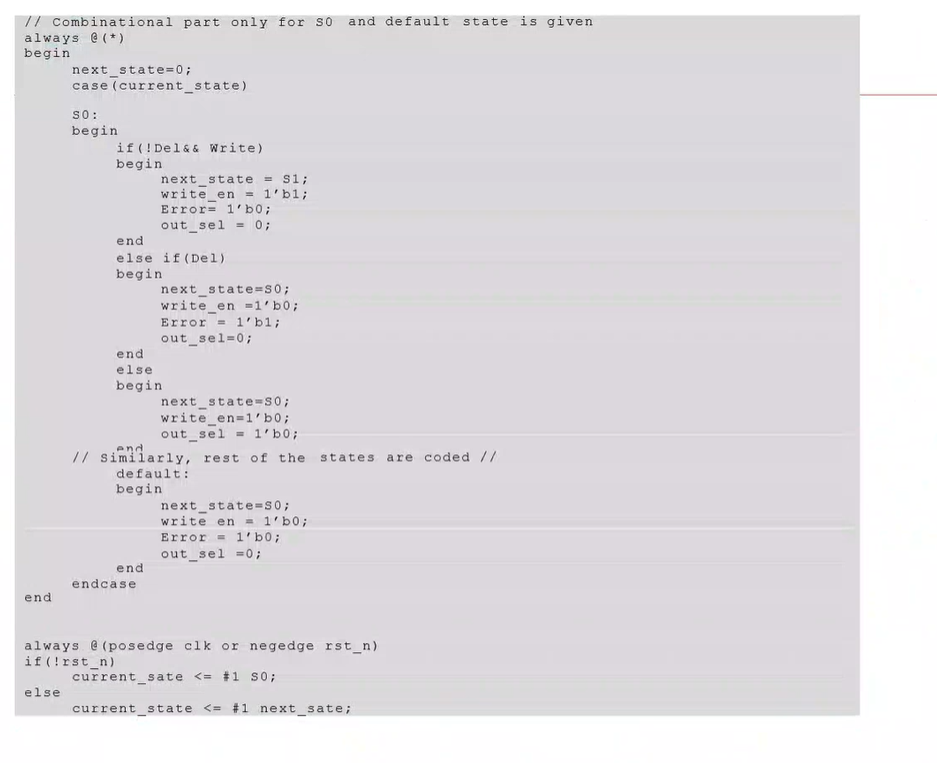 // Combinational part only for S0 and default state is given
always @(*)
begin
next_state=0;
case(current_state)
S0:
begin
if(!Del&& Write)
begin
next_state = S1;
write_en = 1'b1;
Error= 1'b0;
out_sel = 0;
end
else if(Del)
begin
next_state=S0;
write_en =1'b0;
Error = 1'b1;
out_sel=0;
end
else
begin
next_state=S0;
write_en=1'b0;
out_sel = 1'b0;
end
// Similarly, rest of the states are coded //
default:
begin
next_state=S0;
write en = 1'b0;
Error = 1'b0;
out_sel =0;
end
endcase
end
always @(posedge clk or negedge rst_n)
if(!rst_n)
current_sate <= #1 S0;
else
current_state <= #1 next_sate;